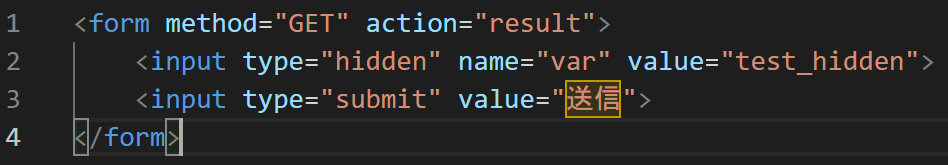 1 <form method="GET" action="result">
2     <input type="hidden" name="var" value="test_hidden">
3     <input type="submit" value="送信">
4 </form>